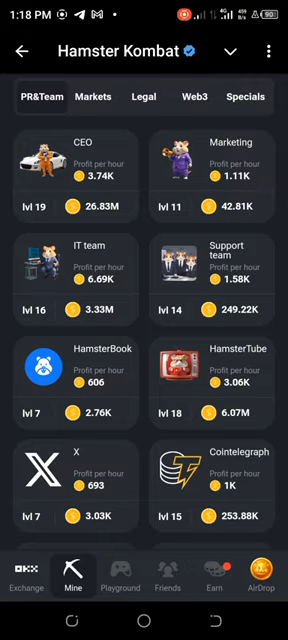 1:18 PM
4G
459 B/s
90
Hamster Kombat
PR&Team Markets Legal Web3 Specials
CEO
Profit per hour
3.74K
lvl 19 26.83M
Marketing
Profit per hour
1.11K
lvl 11 42.81K
IT team
Profit per hour
6.69K
lvl 16 3.33M
Support
team
Profit per hour
1.58K
lvl 14 249.22K
HamsterBook
Profit per hour
606
lvl 7 2.76K
HamsterTube
Profit per hour
3.06K
lvl 18 6.07M
X
Profit per hour
693
lvl 7 3.03K
Cointelegraph
Profit per hour
1K
lvl 15 253.88K
OKX
Exchange Mine Playground Friends Earn AirDrop